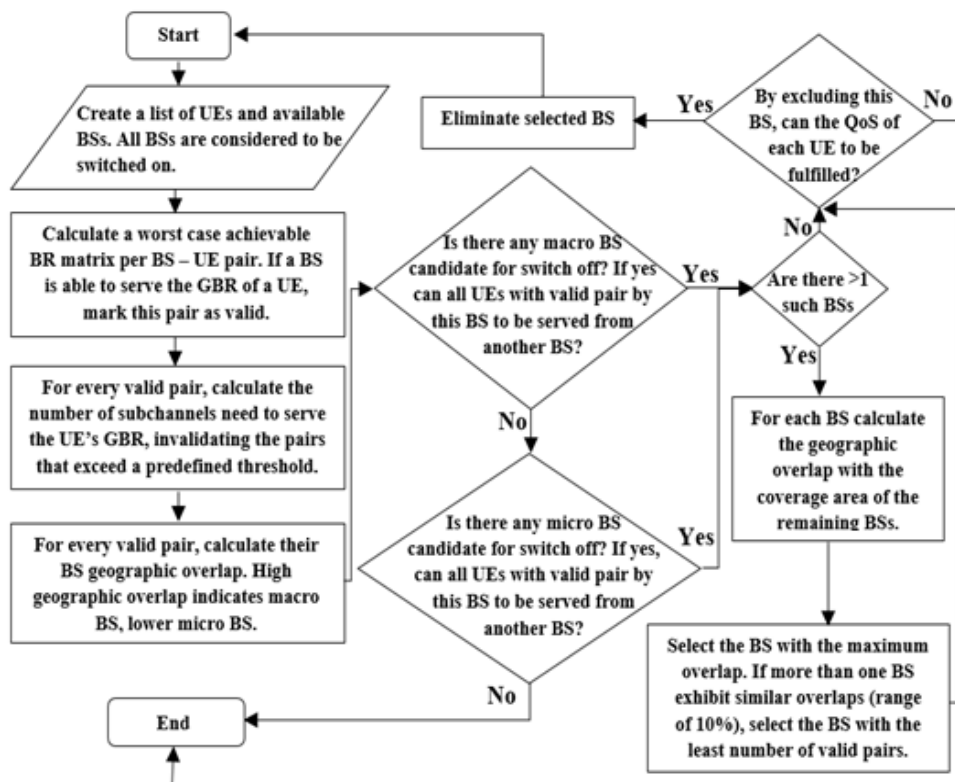 Start
Create a list of UEs and available
BSs. All BSs are considered to be
switched on.
Calculate a worst case achievable
BR matrix per BS – UE pair. If a BS
is able to serve the GBR of a UE,
mark this pair as valid.
For every valid pair, calculate the
number of subchannels need to serve
the UE's GBR, invalidating the pairs
that exceed a predefined threshold.
For every valid pair, calculate their
BS geographic overlap. High
geographic overlap indicates macro
BS, lower micro BS.
Is there any macro BS
candidate for switch off? If yes
can all UEs with valid pair by
this BS to be served from
another BS?
Yes
No
Is there any micro BS
candidate for switch off? If yes,
can all UEs with valid pair by
this BS to be served from
another BS?
Yes
No
End
Eliminate selected BS
Yes
By excluding this
BS, can the QoS of
each UE to be
fulfilled?
No
No
Are there >1
such BSs
Yes
For each BS calculate
the geographic
overlap with the
coverage area of the
remaining BSs.
Select the BS with the maximum
overlap. If more than one BS
exhibit similar overlaps (range
of 10%), select the BS with the
least number of valid pairs.